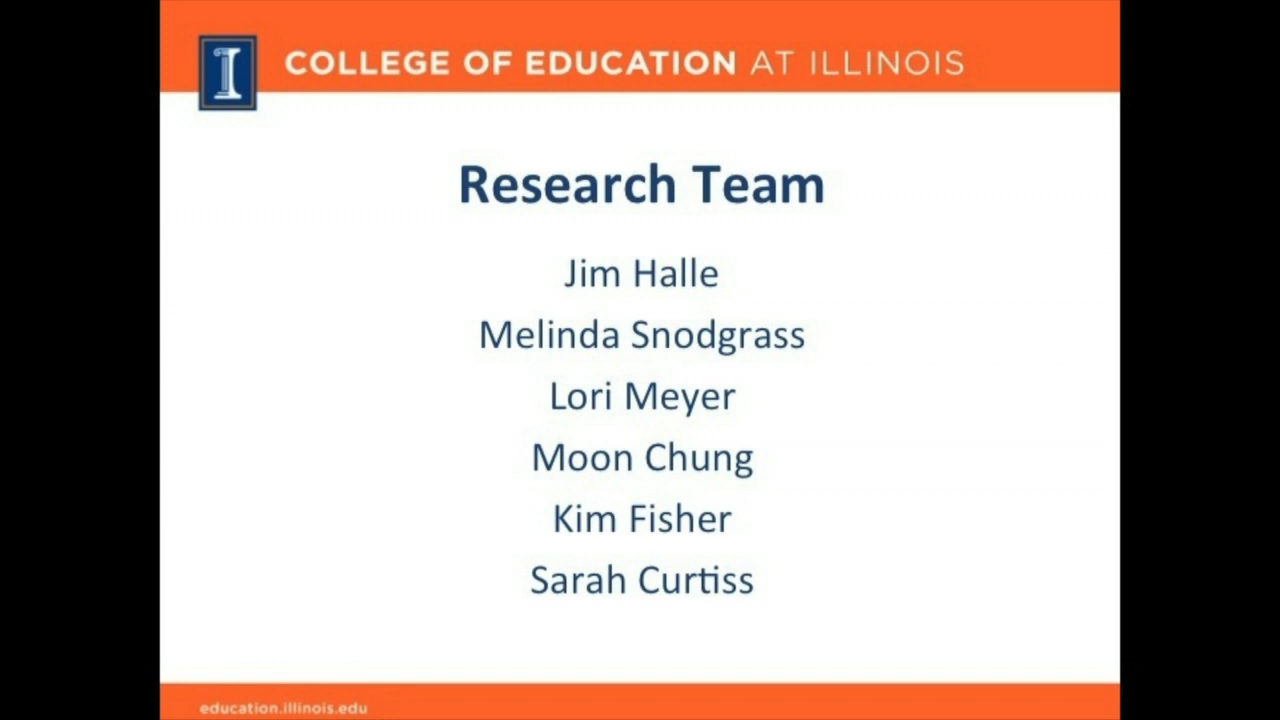 I
COLLEGE OF EDUCATION AT ILLINOIS
Research Team
Jim Halle
Melinda Snodgrass
Lori Meyer
Moon Chung
Kim Fisher
Sarah Curtiss
education.illinois.edu